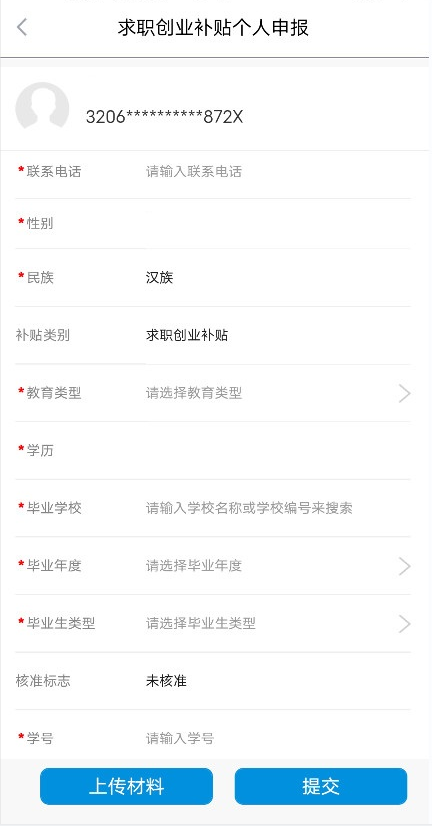 求职创业补贴个人申报
3206**********872X
*联系电话 请输入联系电话
*性别
*民族 汉族
补贴类别 求职创业补贴
*教育类型 请选择教育类型
*学历
*毕业学校 请输入学校名称或学校编号来搜索
*毕业年度 请选择毕业年度
*毕业生类型 请选择毕业生类型
核准标志 未核准
*学号 请输入学号
上传材料 提交